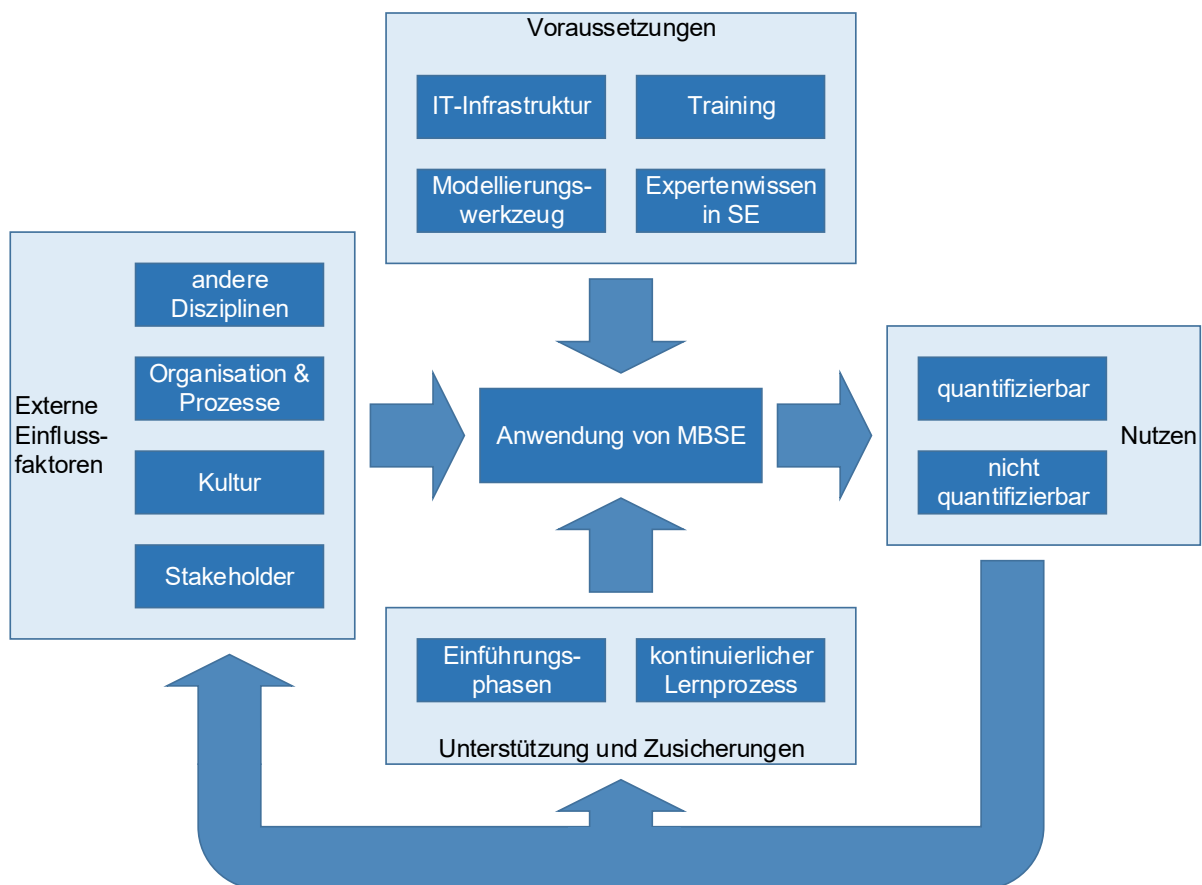 Voraussetzungen
IT-Infrastruktur
Training
Modellierungs-
werkzeug
Expertenwissen
in SE
Externe
Einfluss-
faktoren
andere
Disziplinen
Organisation &
Prozesse
Kultur
Stakeholder
Anwendung von MBSE
quantifizierbar
nicht
quantifizierbar
Nutzen
Einführungs-
phasen
kontinuierlicher
Lernprozess
Unterstützung und Zusicherungen